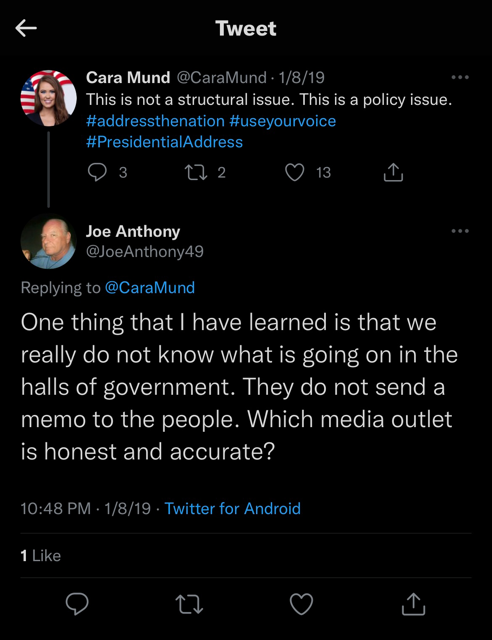 Tweet
Cara Mund @CaraMund · 1/8/19
This is not a structural issue. This is a policy issue.
#addressthenation #useyourvoice
#PresidentialAddress
3 2 13
Joe Anthony
@JoeAnthony49
Replying to @CaraMund
One thing that I have learned is that we
really do not know what is going on in the
halls of government. They do not send a
memo to the people. Which media outlet
is honest and accurate?
10:48 PM · 1/8/19 · Twitter for Android
1 Like